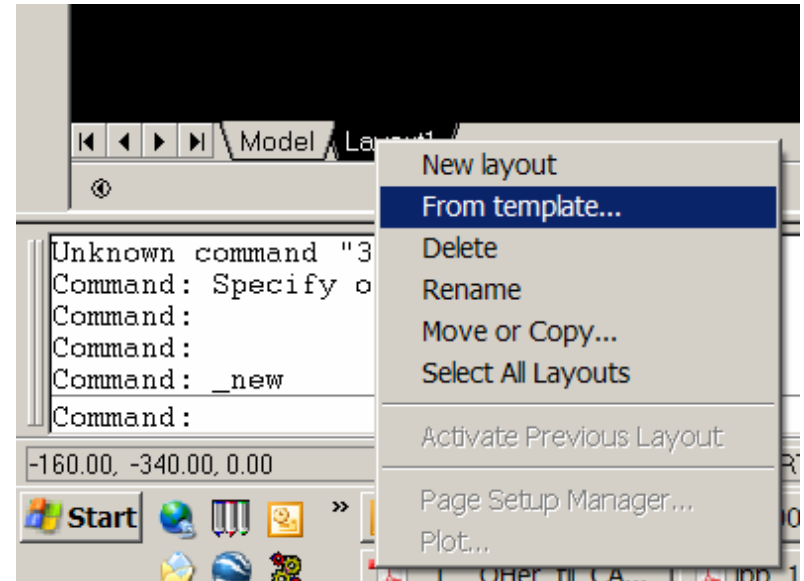 Model
Layout1
New layout
From template...
Delete
Rename
Move or Copy...
Select All Layouts
Activate Previous Layout
Page Setup Manager...
Plot...
Unknown command "3
Command: Specify o
Command:
Command:
Command: _new
Command:
-160.00, -340.00, 0.00
Start
»